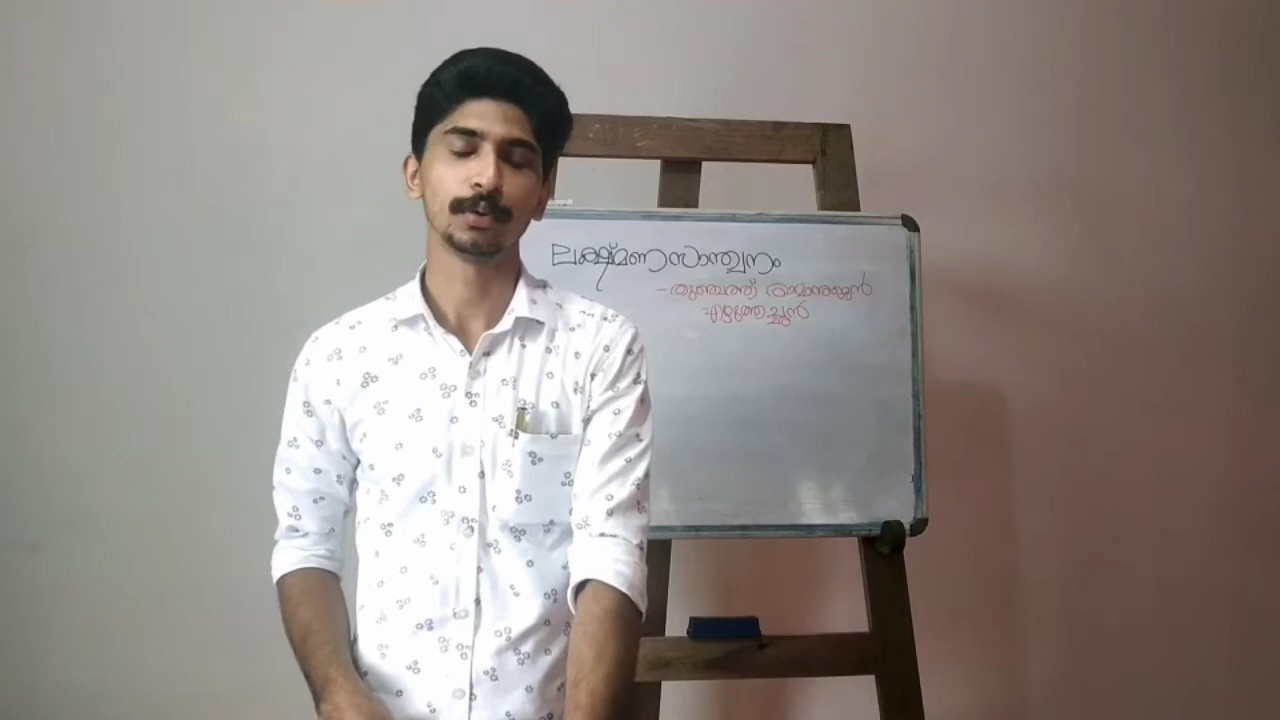 ലക്ഷ്മണസാന്ത്വനം
- തുഞ്ചത്ത് രാമാനുജൻ
എഴുത്തച്ഛൻ